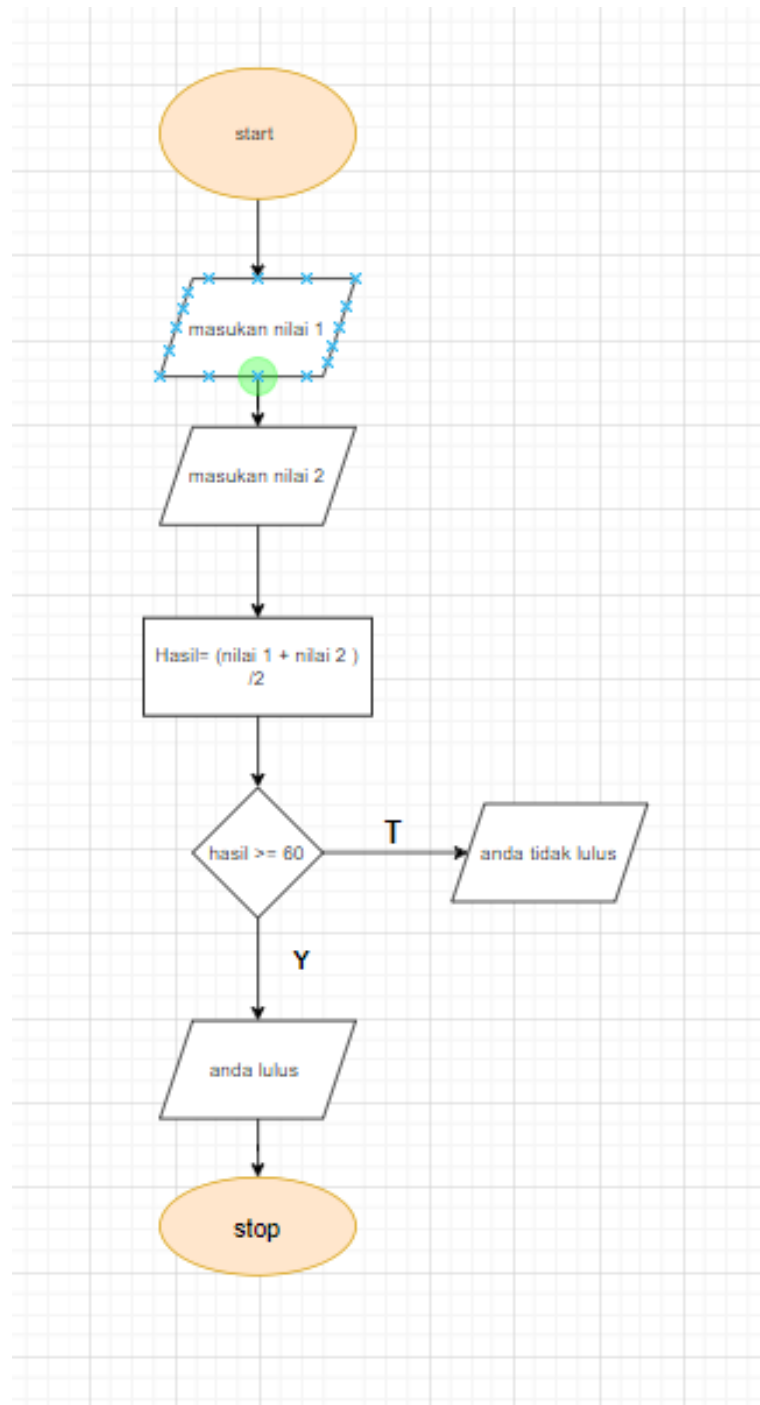 start
masukan nilai 1
masukan nilai 2
Hasil= (nilai 1 + nilai 2 )
/2
hasil >= 60
T
anda tidak lulus
Y
anda lulus
stop